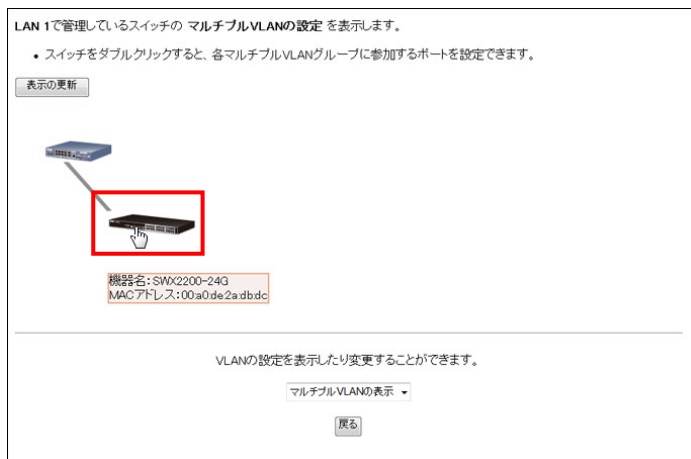 LAN 1で管理しているスイッチの マルチプルVLANの設定 を表示します。
• スイッチをダブルクリックすると、各マルチプルVLANグループに参加するポートを設定できます。
表示の更新
機器名:SWX2200-24G
MACアドレス:00:a0:de:2a:db:dc
VLANの設定を表示したり変更することができます。
マルチプルVLANの表示
戻る